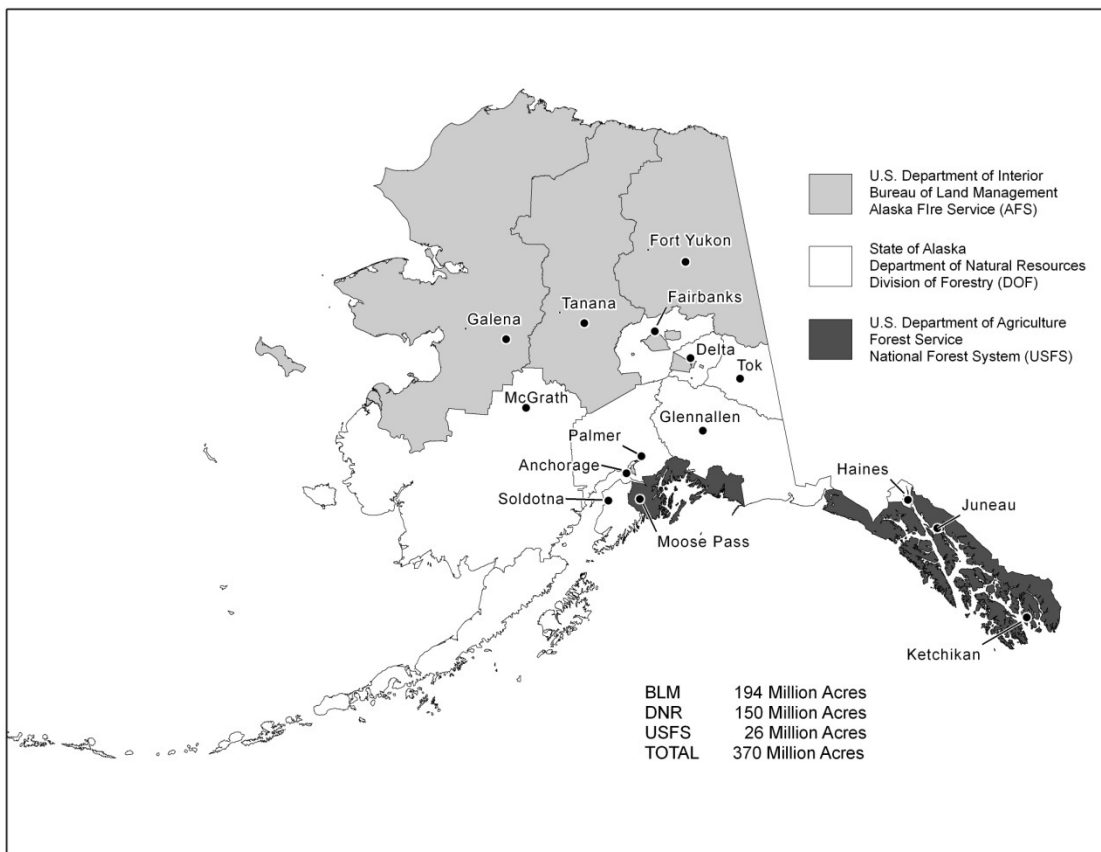 U.S. Department of Interior
Bureau of Land Management
Alaska FIre Service (AFS)
State of Alaska
Department of Natural Resources
Division of Forestry (DOF)
U.S. Department of Agriculture
Forest Service
National Forest System (USFS)
Fort Yukon
Fairbanks
Tanana
Galena
Delta
Tok
McGrath
Glennallen
Palmer
Anchorage
Soldotna
Moose Pass
Haines
Juneau
Ketchikan
BLM 194 Million Acres
DNR 150 Million Acres
USFS 26 Million Acres
TOTAL 370 Million Acres